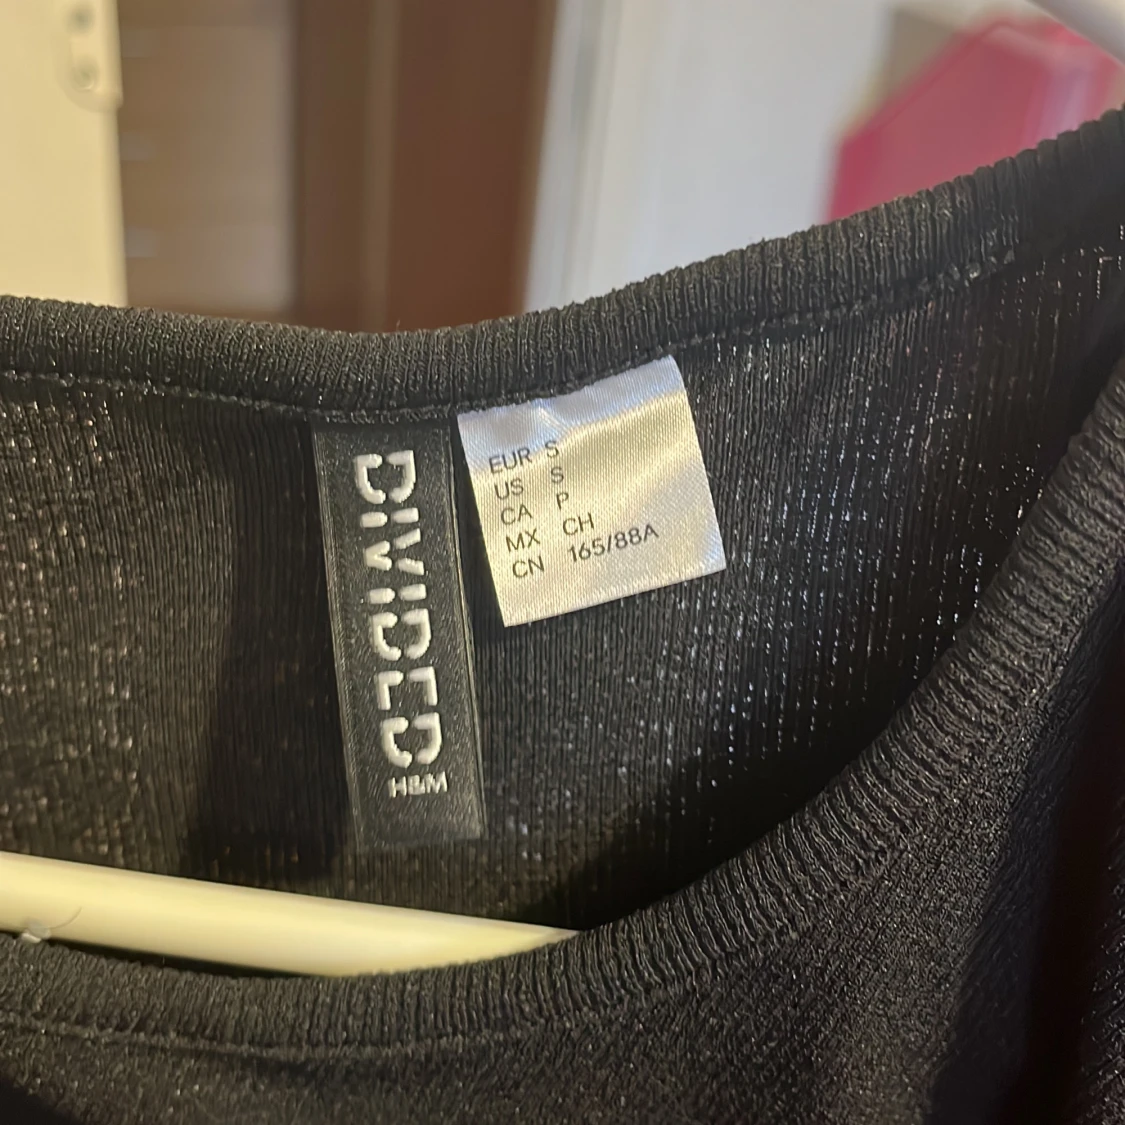 DIVIDED
H&M
EUR S
US S
CA P
MX CH
CN 165/88A